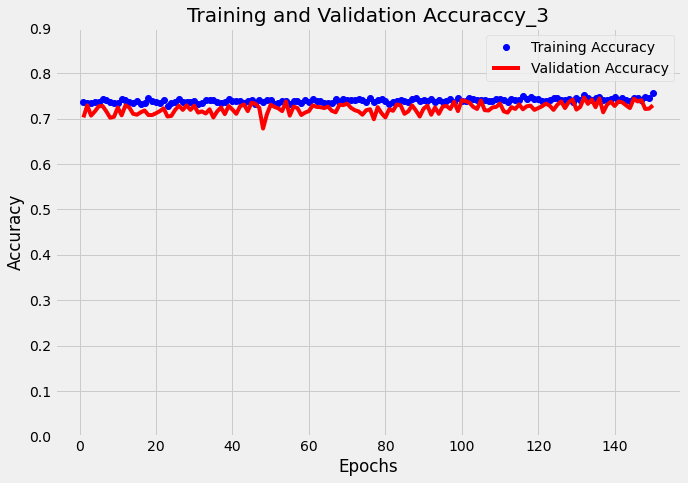 Training and Validation Accuraccy_3
Training Accuracy
Validation Accuracy
Accuracy
0.9
0.8
0.7
0.6
0.5
0.4
0.3
0.2
0.1
0.0
0 20 40 60 80 100 120 140
Epochs